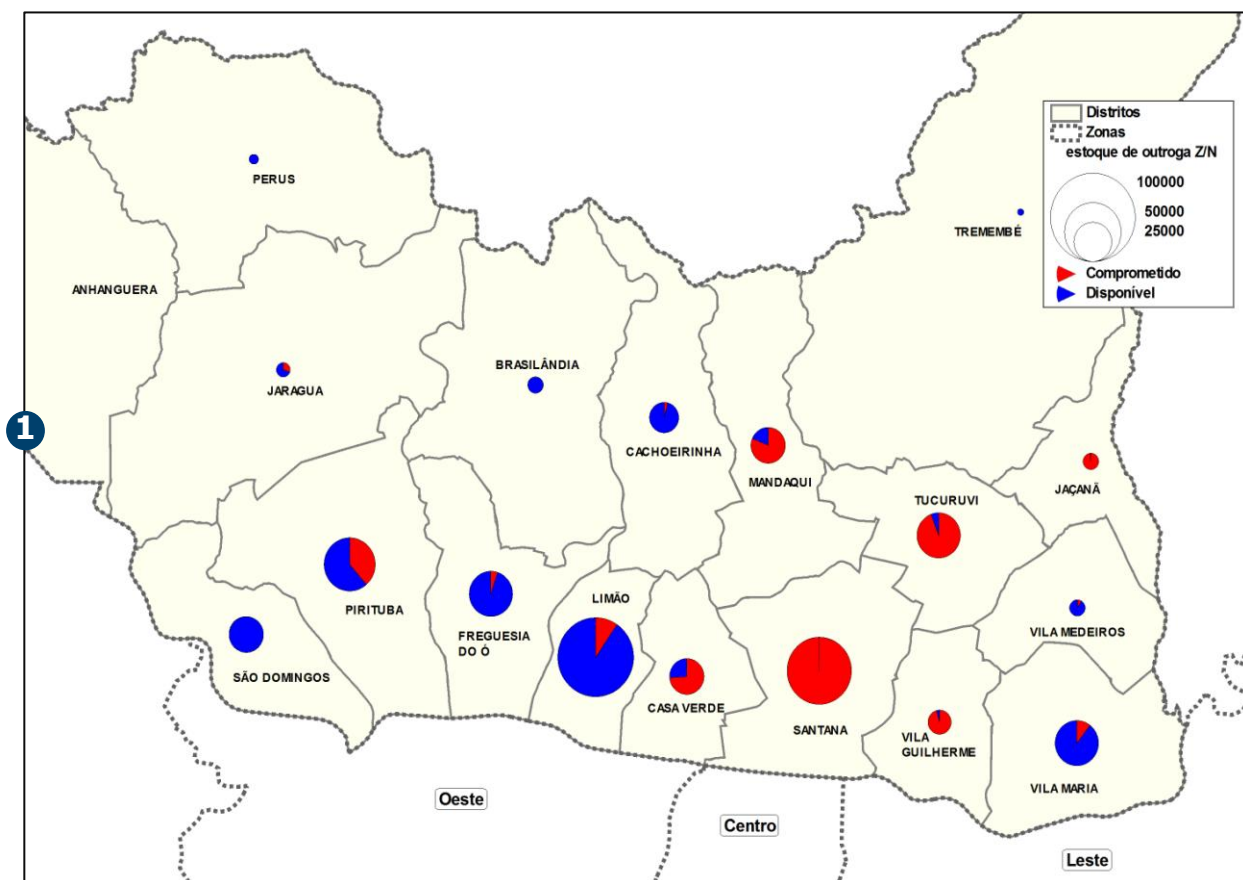 Distritos
Zonas
estoque de outroga Z/N
100000
50000
25000
Comprometido
Disponível
PERUS
TREMEMBÉ
ANHANGUERA
BRASILÂNDIA
JARAGUA
1
CACHOEIRINHA
MANDAQUI
JAÇANÃ
TUCURUVI
PIRITUBA
LIMÃO
FREGUESIA
DO Ó
VILA MEDEIROS
SÃO DOMINGOS
CASA VERDE
SANTANA
VILA
GUILHERME
VILA MARIA
Oeste
Centro
Leste